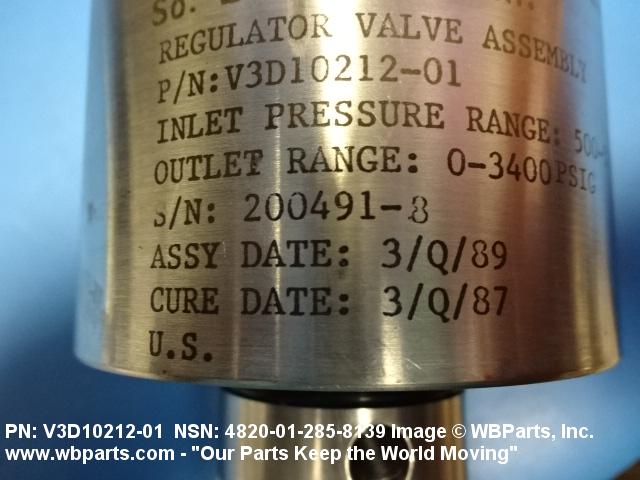 So.
REGULATOR VALVE ASSEMBLY
P/N:V3D10212-01
INLET PRESSURE RANGE: 500-
OUTLET RANGE: 0-3400PSIG
S/N: 200491-8
ASSY DATE: 3/Q/89
CURE DATE: 3/Q/87
U.S.
PN: V3D10212-01 NSN: 4820-01-285-8139 Image © WBParts, Inc.
www.wbparts.com - "Our Parts Keep the World Moving"